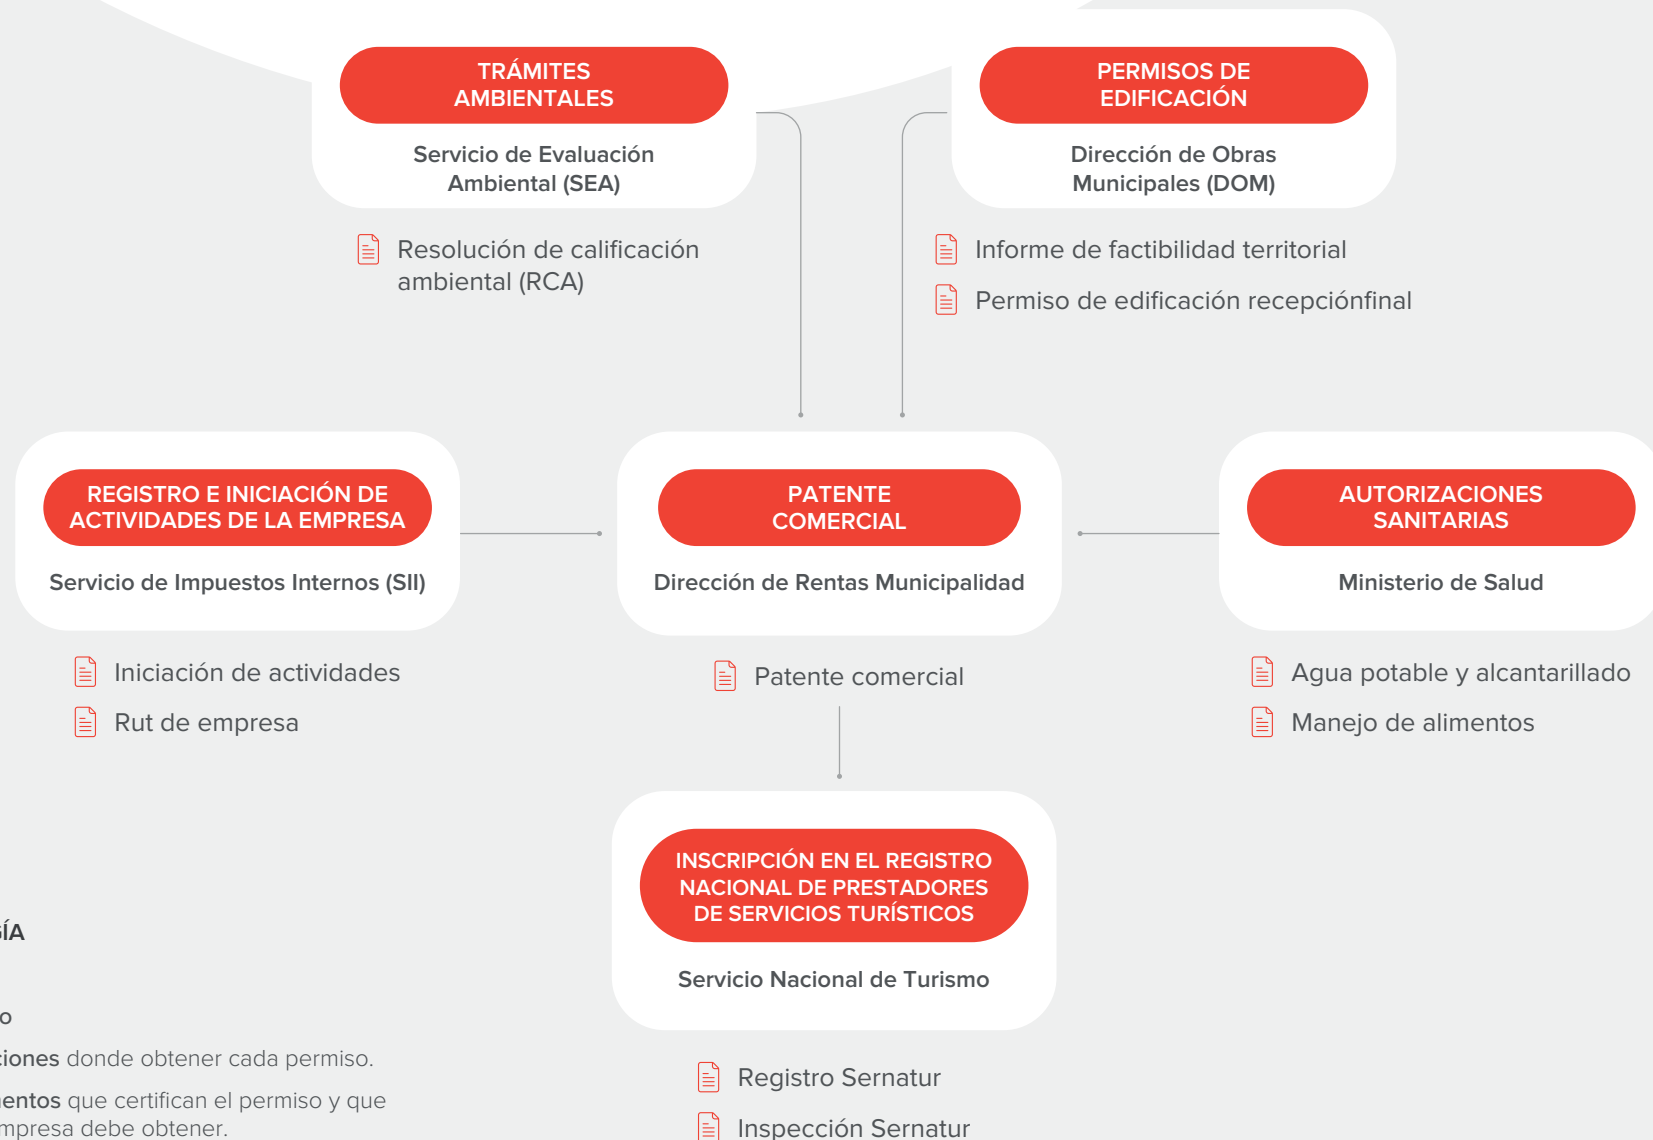 TRÁMITES
AMBIENTALES
Servicio de Evaluación
Ambiental (SEA)
Resolución de calificación
ambiental (RCA)
PERMISOS DE
EDIFICACIÓN
Dirección de Obras
Municipales (DOM)
Informe de factibilidad territorial
Permiso de edificación recepciónfinal
REGISTRO E INICIACIÓN DE
ACTIVIDADES DE LA EMPRESA
Servicio de Impuestos Internos (SII)
Iniciación de actividades
Rut de empresa
PATENTE
COMERCIAL
Dirección de Rentas Municipalidad
Patente comercial
AUTORIZACIONES
SANITARIAS
Ministerio de Salud
Agua potable y alcantarillado
Manejo de alimentos
INSCRIPCIÓN EN EL REGISTRO
NACIONAL DE PRESTADORES
DE SERVICIOS TURÍSTICOS
Servicio Nacional de Turismo
Registro Sernatur
Inspección Sernatur
donde obtener cada permiso.
que certifican el permiso y que
debe obtener.